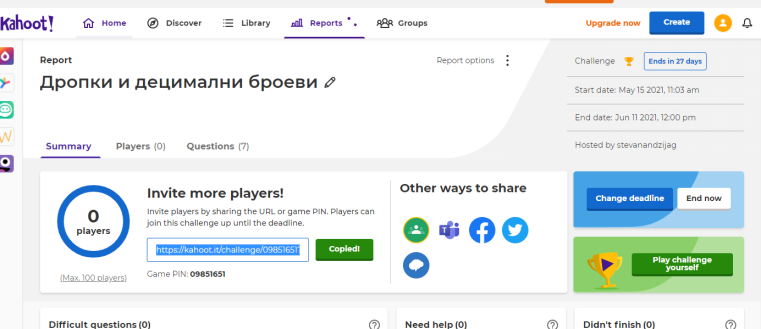 Kahoot!
Home
Discover
Library
Reports
Groups
Upgrade now
Create
Report
Report options
Дропки и децимални броеви
Challenge
Ends in 27 days
Start date: May 15 2021, 11:03 am
End date: Jun 11 2021, 12:00 pm
Hosted by stevanandzijag
Summary
Players (0)
Questions (7)
0
players
(Max. 100 players)
Invite more players!
Invite players by sharing the URL or game PIN. Players can
join this challenge up until the deadline.
https://kahoot.it/challenge/09851651?
Copied!
Game PIN: 09851651
Other ways to share
Change deadline
End now
Play challenge
yourself
Difficult questions (0)
Need help (0)
Didn't finish (0)